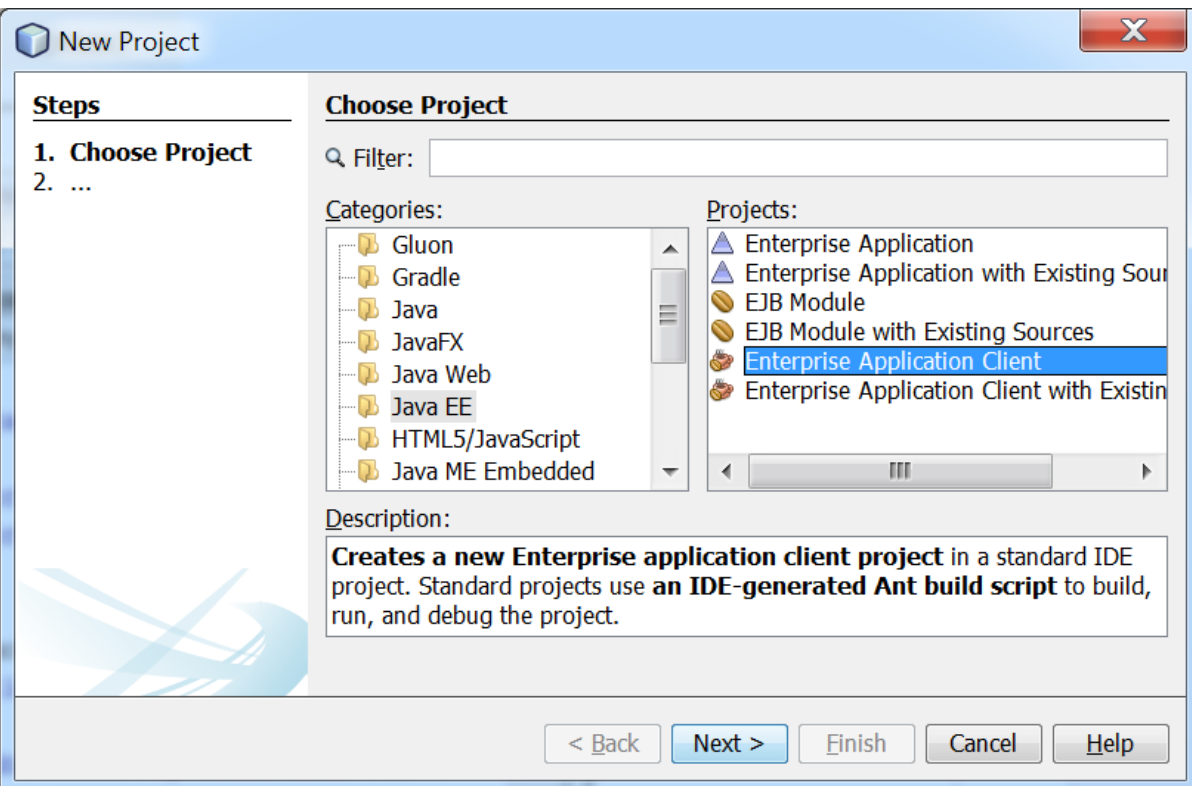 New Project
Steps
1. Choose Project
2. ...
Choose Project
Filter:
Categories:
Gluon
Gradle
Java
JavaFX
Java Web
Java EE
HTML5/JavaScript
Java ME Embedded
Projects:
Enterprise Application
Enterprise Application with Existing Sour
EJB Module
EJB Module with Existing Sources
Enterprise Application Client
Enterprise Application Client with Existin
Description:
Creates a new Enterprise application client project in a standard IDE
project. Standard projects use an IDE-generated Ant build script to build,
run, and debug the project.
< Back
Next >
Finish
Cancel
Help